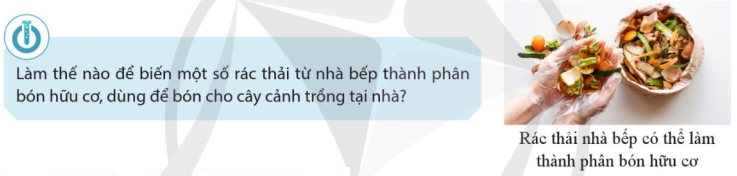 Làm thế nào để biến một số rác thải từ nhà bếp thành phân
bón hữu cơ, dùng để bón cho cây cảnh trồng tại nhà?
Rác thải nhà bếp có thể làm
thành phân bón hữu cơ